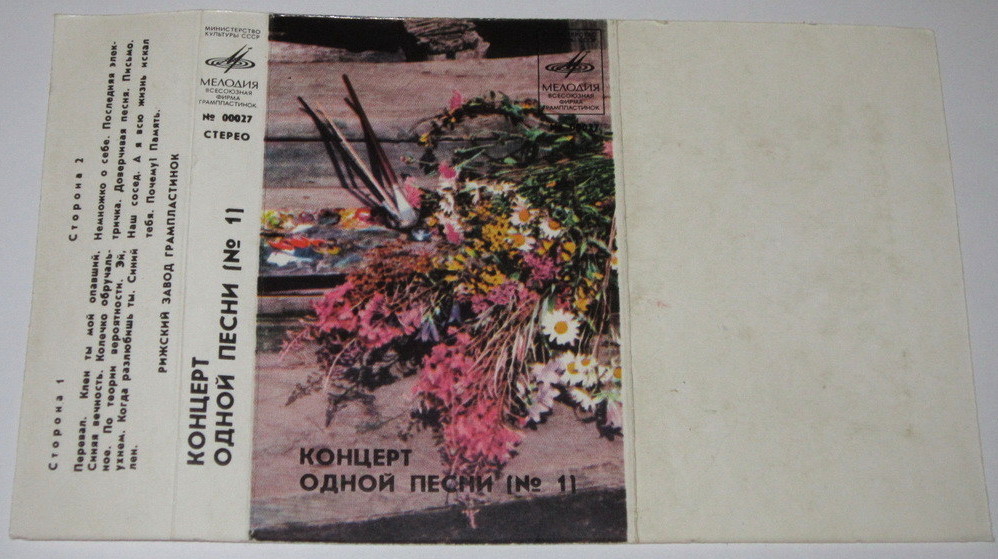 Сторона 1
Перевал. Клен ты мой опавший.
Синяя вечность. Колечко обручаль-
ное. По теории вероятности. Эй,
ухнем. Когда разлюбишь ты. Синий
лен.
Сторона 2
Немножко о себе. Последняя элек-
тричка. Доверчивая песня. Письмо.
Наш сосед. А я всю жизнь искал
тебя. Почему? Память.
РИЖСКИЙ ЗАВОД ГРАМПЛАСТИНОК
МИНИСТЕРСТВО
КУЛЬТУРЫ СССР
МЕЛОДИЯ
ВСЕСОЮЗНАЯ
ФИРМА
ГРАМПЛАСТИНОК
№ 00027
СТЕРЕО
КОНЦЕРТ
ОДНОЙ ПЕСНИ (№ 1)
МЕЛОДИЯ
ВСЕСОЮЗНАЯ
ФИРМА
ГРАМПЛАСТИНОК
КОНЦЕРТ
ОДНОЙ ПЕСНИ (№ 1)